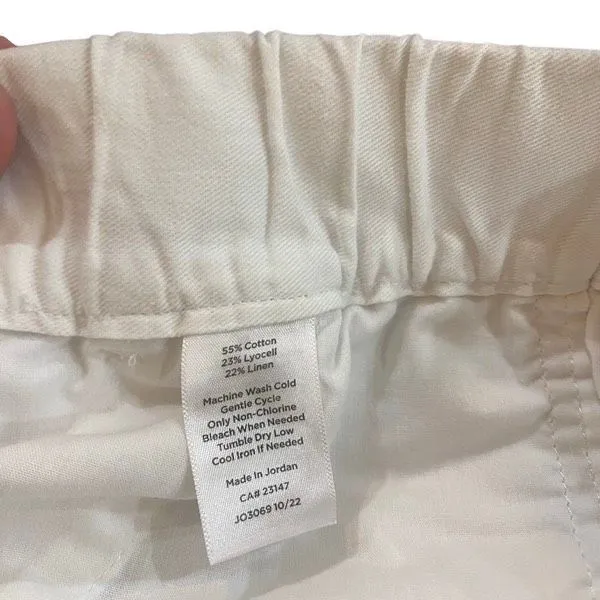 55% Cotton
23% Lyocell
22% Linen
Machine Wash Cold
Gentle Cycle
Only Non-Chlorine
Bleach When Needed
Tumble Dry Low
Cool Iron If Needed
Made In Jordan
CA# 23147
JO3069 10/22